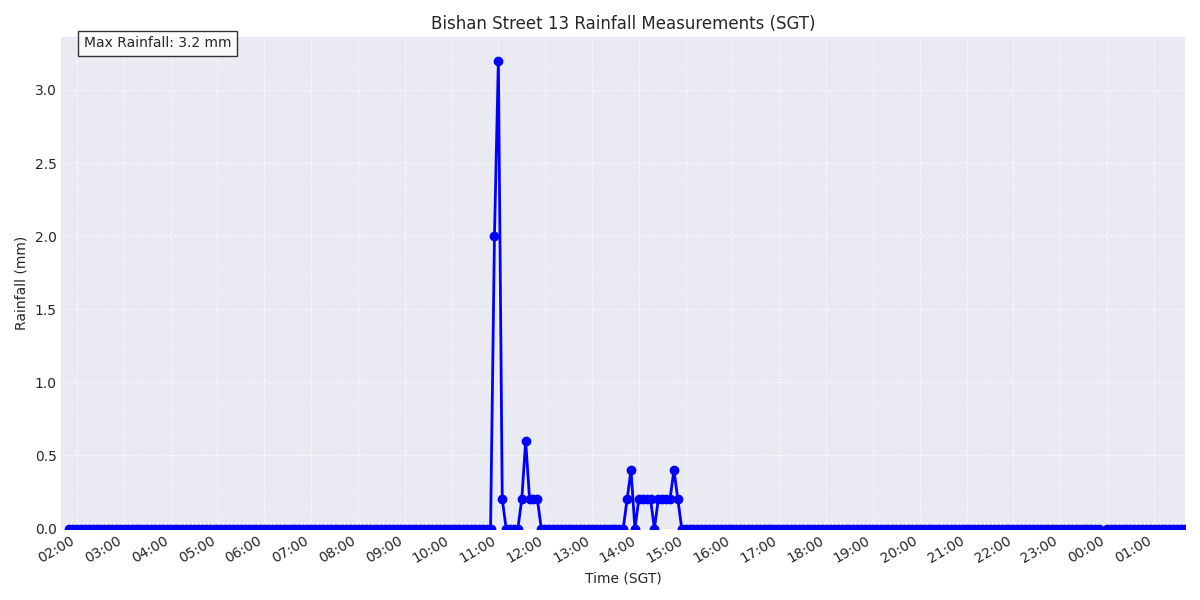 Bishan Street 13 Rainfall Measurements (SGT)
Max Rainfall: 3.2 mm
Rainfall (mm)
3.0
2.5
2.0
1.5
1.0
0.5
0.0
02:00 03:00 04:00 05:00 06:00 07:00 08:00 09:00 10:00 11:00 12:00 13:00 14:00 15:00 16:00 17:00 18:00 19:00 20:00 21:00 22:00 23:00 00:00 01:00
Time (SGT)